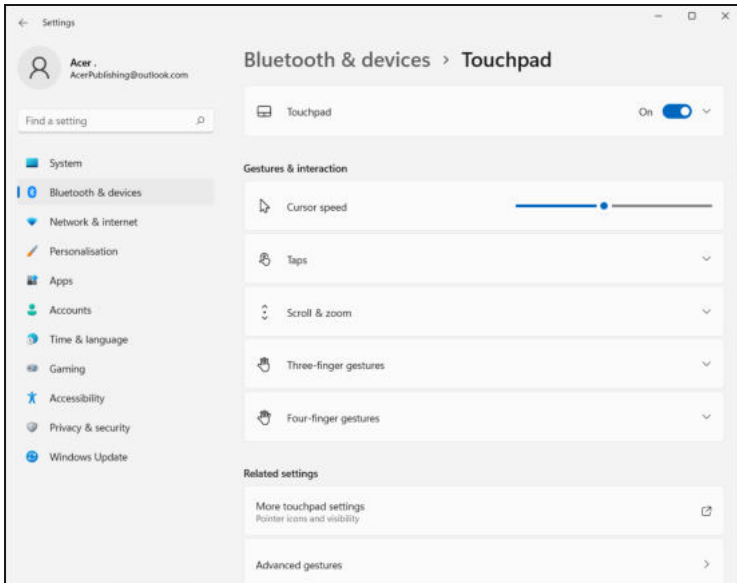 Settings
Acer .
AcerPublishing@outlook.com
Find a setting
System
Bluetooth & devices
Network & internet
Personalisation
Apps
Accounts
Time & language
Gaming
Accessibility
Privacy & security
Windows Update
Bluetooth & devices > Touchpad
Touchpad
On
Gestures & interaction
Cursor speed
Taps
Scroll & zoom
Three-finger gestures
Four-finger gestures
Related settings
More touchpad settings
Pointer icons and visibility
Advanced gestures